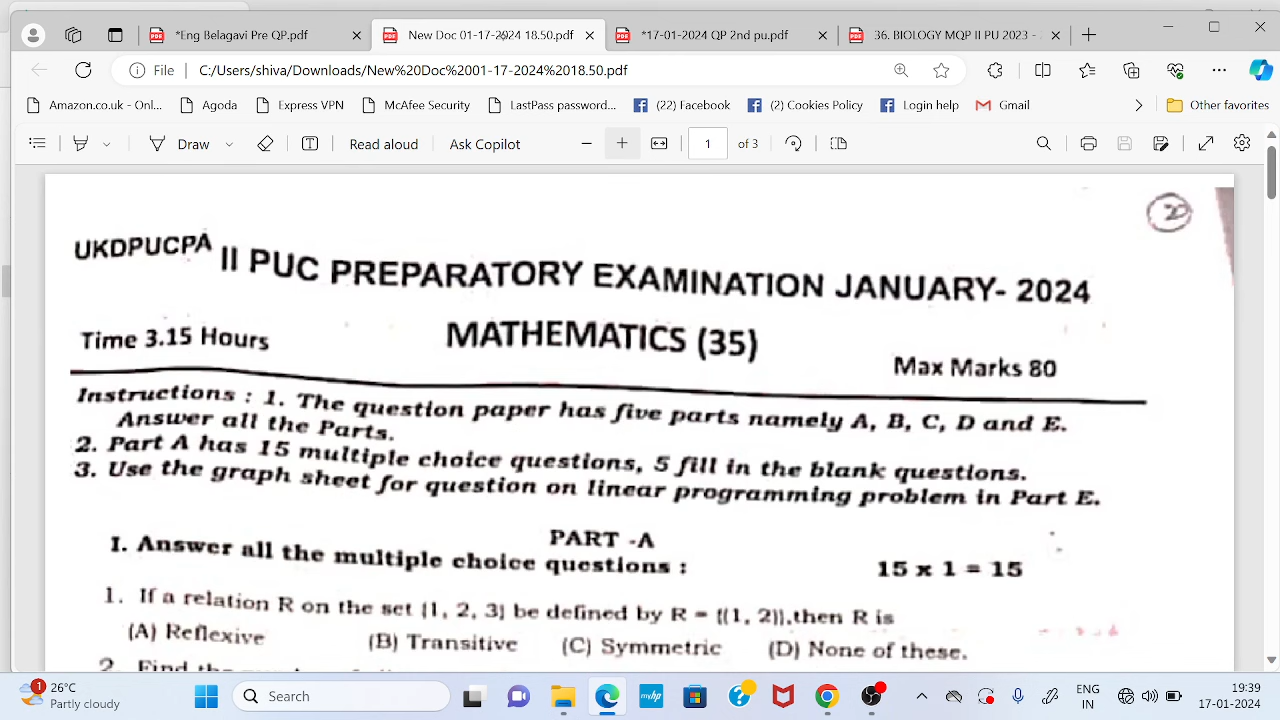 *Eng Belagavi Pre QP.pdf
New Doc 01-17-2024 18.50.pdf
*17-01-2024 QP 2nd pu.pdf
35 BIOLOGY MQP II PU 2023 -
File C:/Users/shiva/Downloads/New%20Doc%2001-17-2024%2018.50.pdf
Amazon.co.uk - Onl... Agoda Express VPN McAfee Security LastPass password... (22) Facebook (2) Cookies Policy Login help Gmail Other favorites
Draw Read aloud Ask Copilot 1 of 3
2
UKDPUCPA
II PUC PREPARATORY EXAMINATION JANUARY- 2024
MATHEMATICS (35)
Time 3.15 Hours
Max Marks 80
Instructions : 1. The question paper has five parts namely A, B, C, D and E.
Answer all the Parts.
2. Part A has 15 multiple choice questions, 5 fill in the blank questions.
3. Use the graph sheet for question on linear programming problem in Part E.
PART -A
I. Answer all the multiple choice questions : 15 x 1 = 15
1. If a relation R on the set {1, 2, 3} be defined by R = {(1, 2)},then R is
(A) Reflexive (B) Transitive (C) Symmetric (D) None of these.
2. Find the
1
26°C
Partly cloudy
Search
myhp
ENG
IN
19:39
17-01-2024